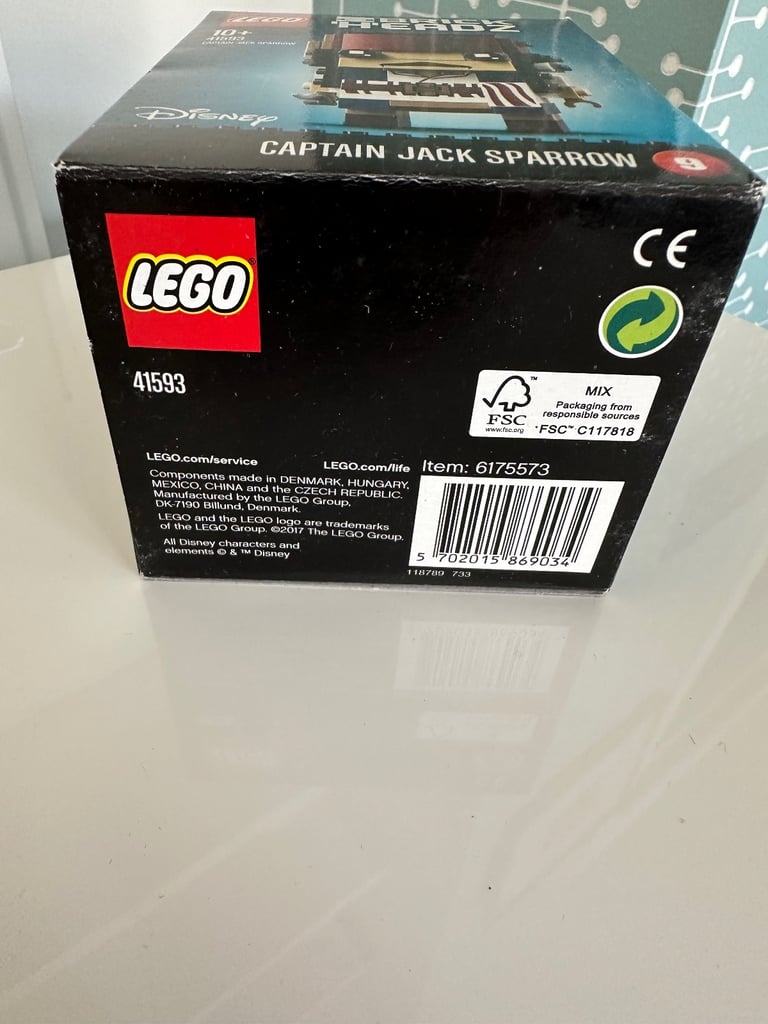 LEGO
BRICK
HEADZ
10+
41593
CAPTAIN JACK SPARROW
Disney
CAPTAIN JACK SPARROW
9
LEGO®
CE
41593
FSC™
www.fsc.org
MIX
Packaging from
responsible sources
FSC™ C117818
LEGO.com/service LEGO.com/life
Components made in DENMARK, HUNGARY,
MEXICO, CHINA and the CZECH REPUBLIC.
Manufactured by the LEGO Group,
DK-7190 Billund, Denmark.
LEGO and the LEGO logo are trademarks
of the LEGO Group. ©2017 The LEGO Group.
All Disney characters and
elements © & ™ Disney
Item: 6175573
5 702015 869034
118789 733